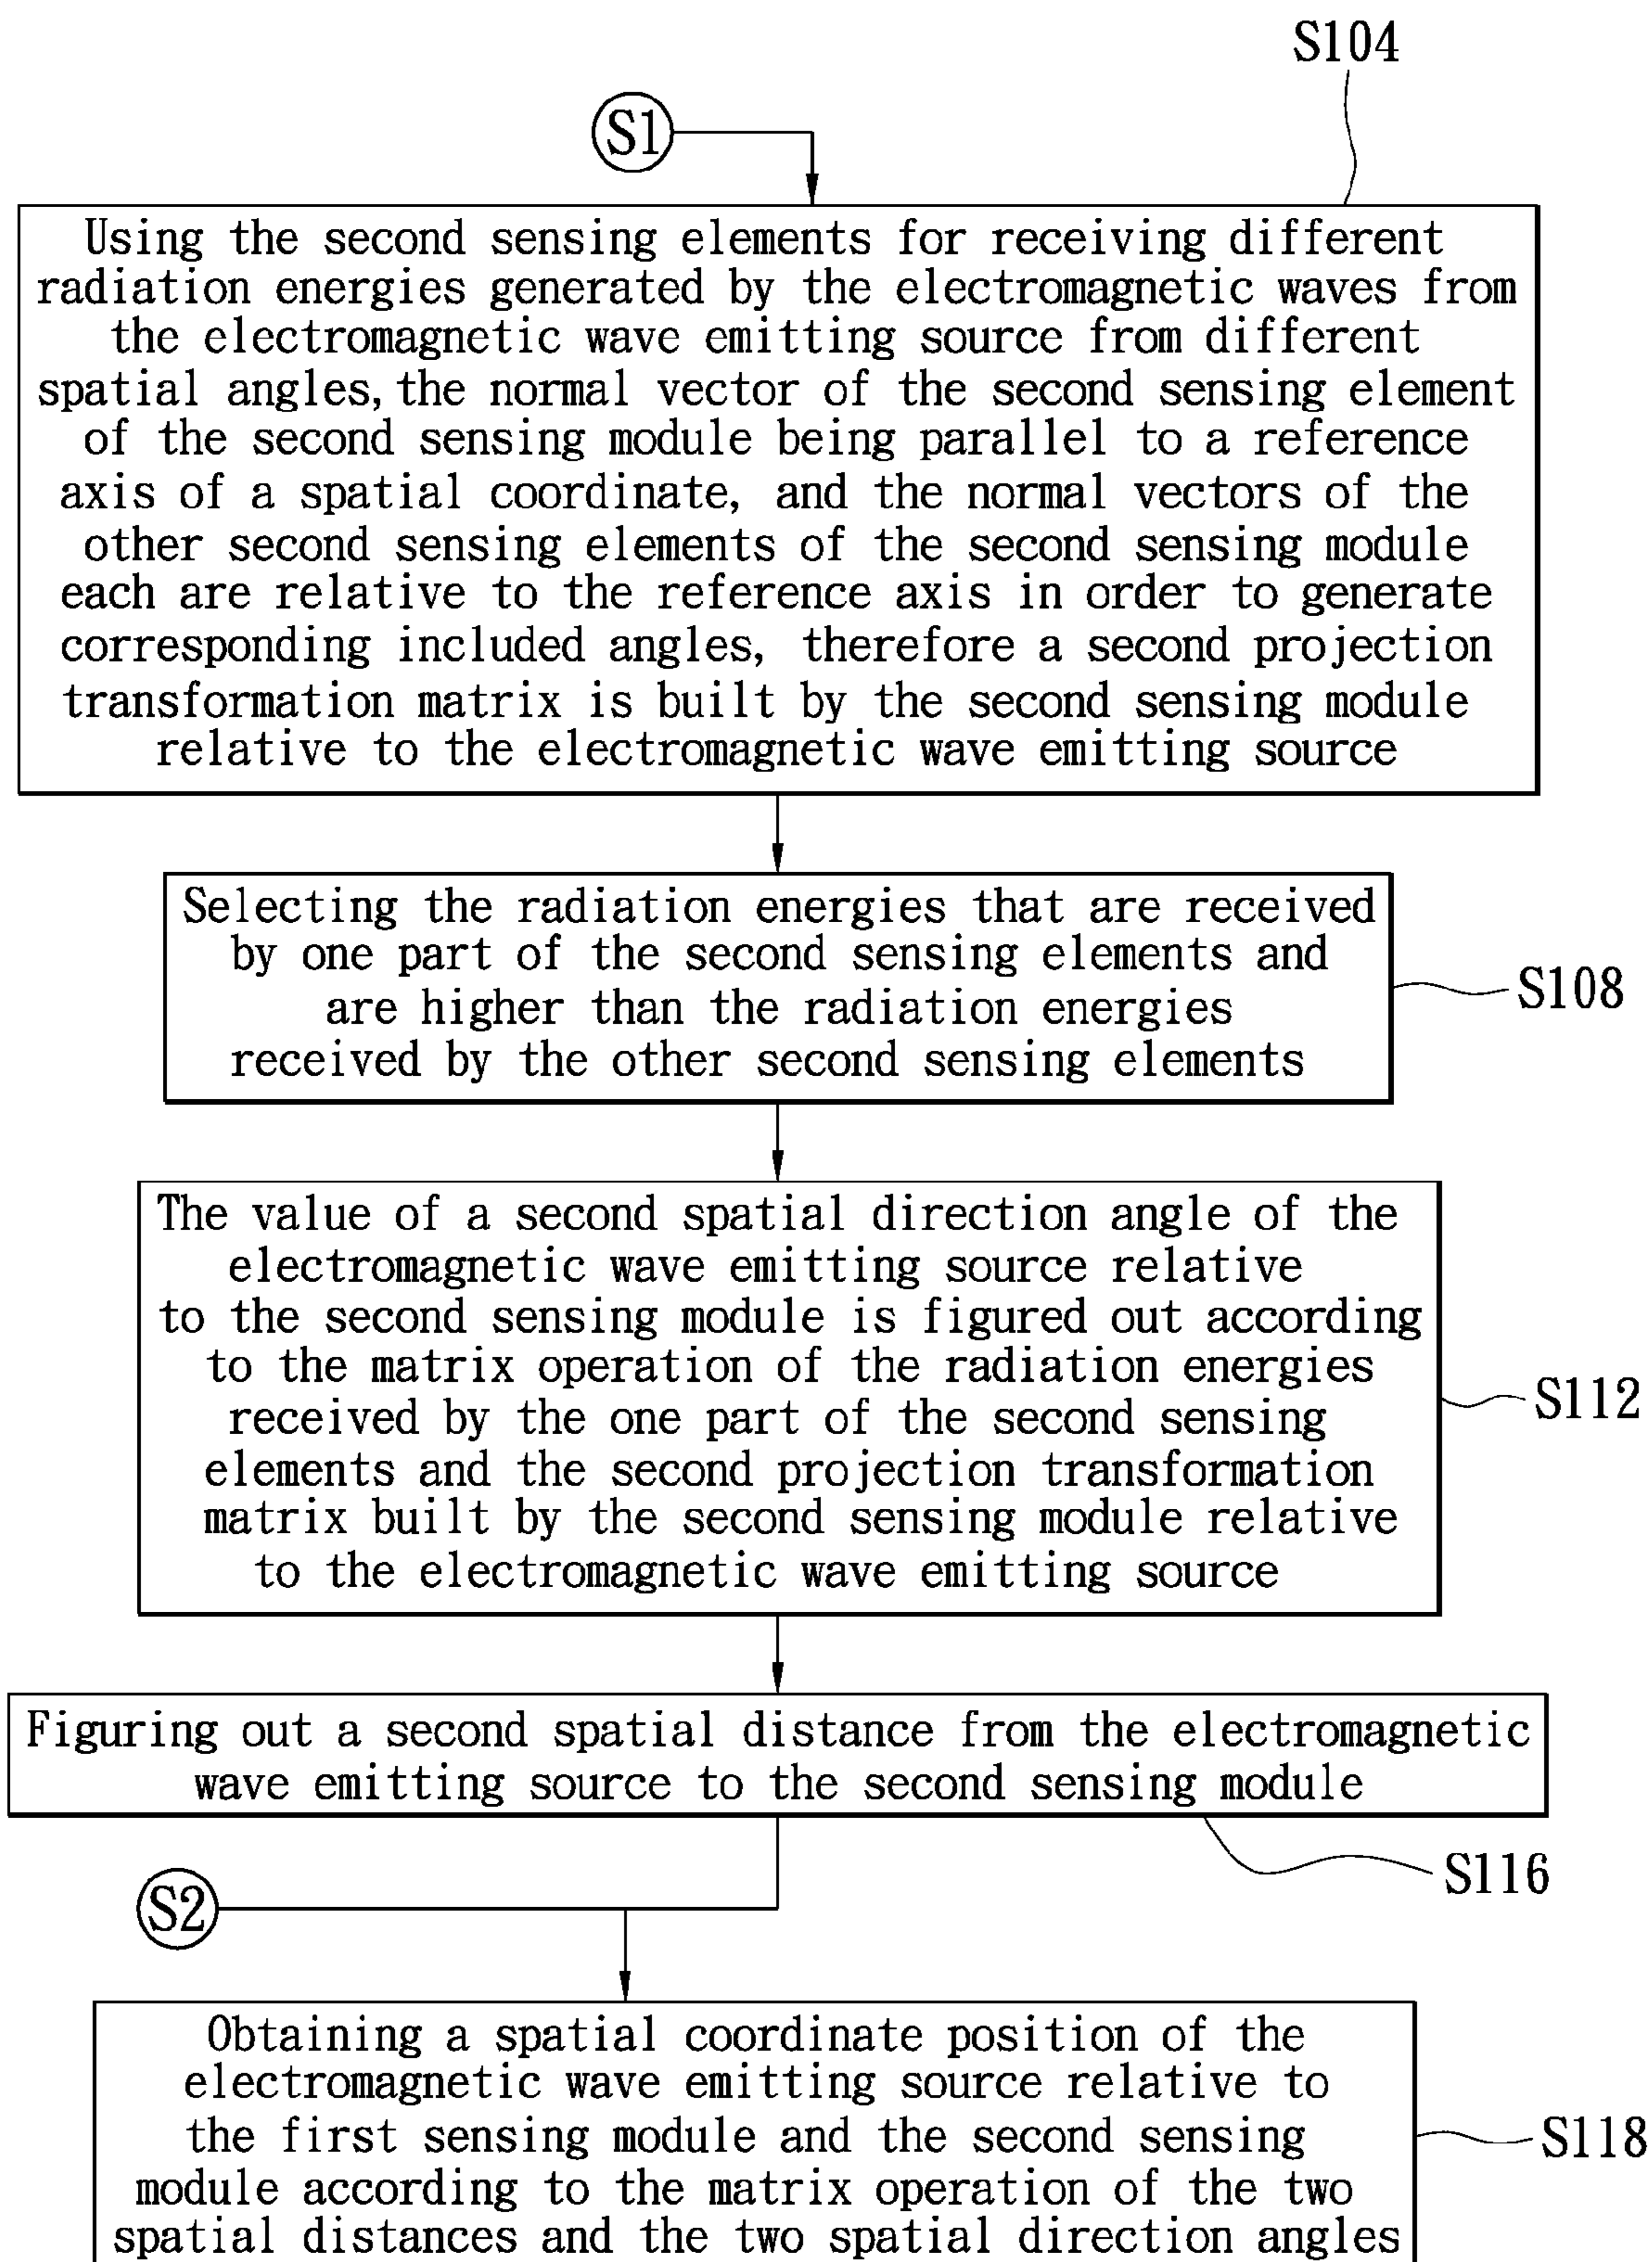 S104
S1
Using the second sensing elements for receiving different
radiation energies generated by the electromagnetic waves from
the electromagnetic wave emitting source from different
spatial angles, the normal vector of the second sensing element
of the second sensing module being parallel to a reference
axis of a spatial coordinate, and the normal vectors of the
other second sensing elements of the second sensing module
each are relative to the reference axis in order to generate
corresponding included angles, therefore a second projection
transformation matrix is built by the second sensing module
relative to the electromagnetic wave emitting source
Selecting the radiation energies that are received
by one part of the second sensing elements and
are higher than the radiation energies
received by the other second sensing elements
S108
The value of a second spatial direction angle of the
electromagnetic wave emitting source relative
to the second sensing module is figured out according
to the matrix operation of the radiation energies
received by the one part of the second sensing
elements and the second projection transformation
matrix built by the second sensing module relative
to the electromagnetic wave emitting source
S112
Figuring out a second spatial distance from the electromagnetic
wave emitting source to the second sensing module
S116
S2
Obtaining a spatial coordinate position of the
electromagnetic wave emitting source relative to
the first sensing module and the second sensing
module according to the matrix operation of the two
spatial distances and the two spatial direction angles
S118